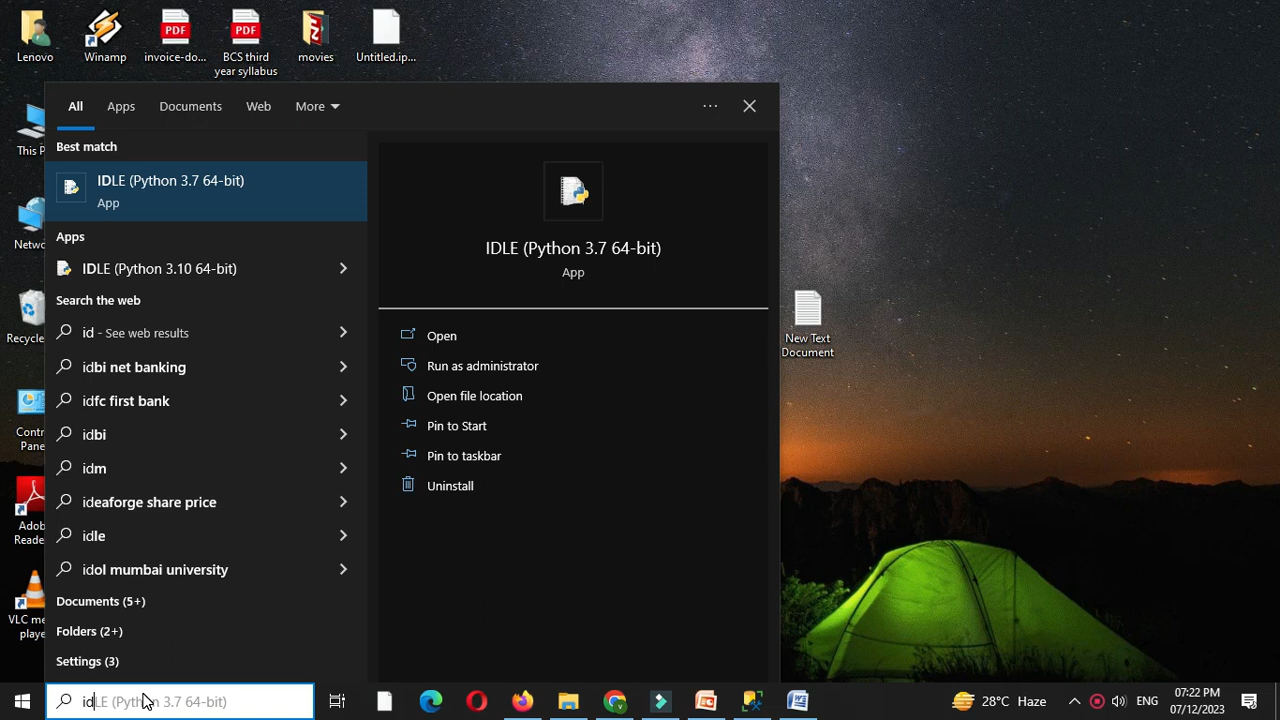 Lenovo
Winamp
invoice-do...
BCS third
year syllabus
movies
Untitled.ip...
PDF
PDF
All
Apps
Documents
Web
More
Best match
IDLE (Python 3.7 64-bit)
App
Apps
IDLE (Python 3.10 64-bit)
Search the web
id - See web results
idbi net banking
idfc first bank
idbi
idm
ideaforge share price
idle
idol mumbai university
Documents (5+)
Folders (2+)
Settings (3)
idLE (Python 3.7 64-bit)
IDLE (Python 3.7 64-bit)
App
Open
Run as administrator
Open file location
Pin to Start
Pin to taskbar
Uninstall
This P
Netwo
Recycle
Contr
Pane
Adob
Read
VLC me
playe
New Text
Document
28°C Haze
ENG
07:22 PM
07/12/2023